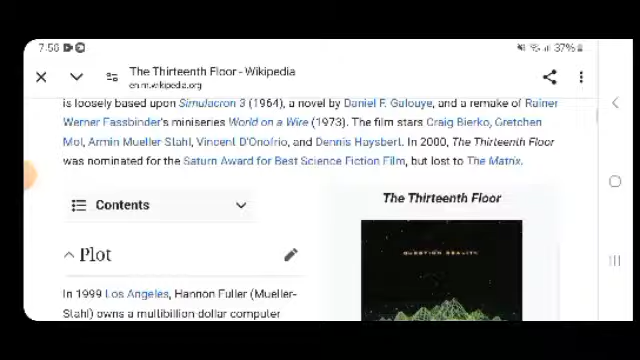 7:56 37%
The Thirteenth Floor - Wikipedia
en.m.wikipedia.org
is loosely based upon Simulacron 3 (1964), a novel by Daniel F. Galouye, and a remake of Rainer
Werner Fassbinder's miniseries World on a Wire (1973). The film stars Craig Bierko, Gretchen
Mol, Armin Mueller-Stahl, Vincent D'Onofrio, and Dennis Haysbert. In 2000, The Thirteenth Floor
was nominated for the Saturn Award for Best Science Fiction Film, but lost to The Matrix.
Contents
The Thirteenth Floor
Plot
QUESTION REALITY
In 1999 Los Angeles, Hannon Fuller (Mueller-
Stahl) owns a multibillion-dollar computer